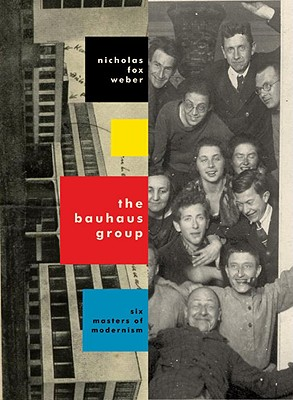 nicholas
fox
weber
the
bauhaus
group
six
masters of
modernism